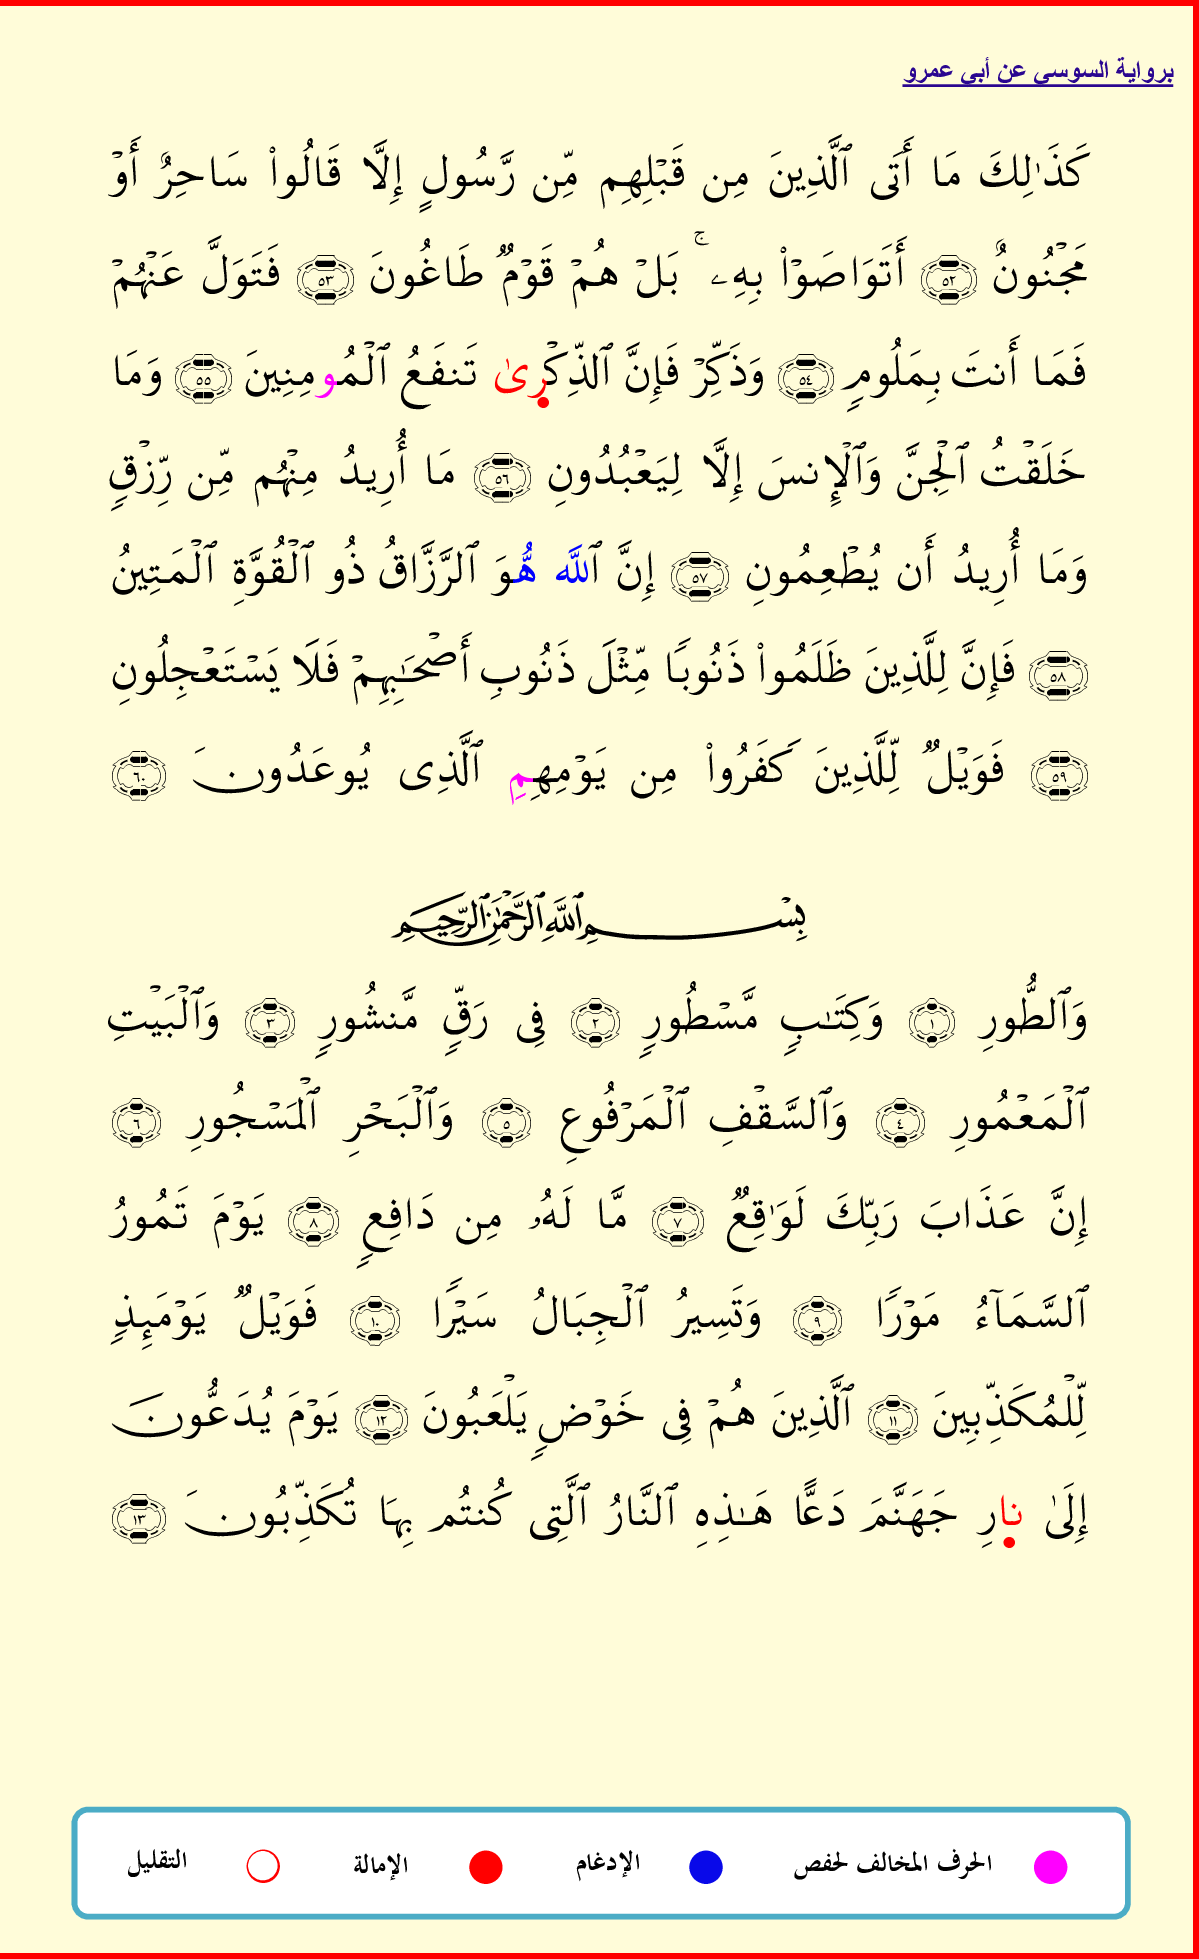 برواية السوسي عن أبي عمرو
كَذَٰلِكَ مَا أَتَى ٱلَّذِينَ مِن قَبْلِهِم مِّن رَّسُولٍ إِلَّا قَالُوا۟ سَاحِرٌ أَوْ
مَجْنُونٌ ٥٢ أَتَوَاصَوْا۟ بِهِۦ ۚ بَلْ هُمْ قَوْمٌ طَاغُونَ ٥٣ فَتَوَلَّ عَنْهُمْ
فَمَا أَنتَ بِمَلُومٍ ٥٤ وَذَكِّرْ فَإِنَّ ٱلذِّكْرىٰ تَنفَعُ ٱلْمُومِنِينَ ٥٥ وَمَا
خَلَقْتُ ٱلْجِنَّ وَٱلْإِنسَ إِلَّا لِيَعْبُدُونِ ٥٦ مَا أُرِيدُ مِنْهُم مِّن رِّزْقٍ
وَمَا أُرِيدُ أَن يُطْعِمُونِ ٥٧ إِنَّ ٱللَّه هُّوَ ٱلرَّزَّاقُ ذُو ٱلْقُوَّةِ ٱلْمَتِينُ
٥٨ فَإِنَّ لِلَّذِينَ ظَلَمُوا۟ ذَنُوبًا مِّثْلَ ذَنُوبِ أَصْحَـٰبِهِمْ فَلَا يَسْتَعْجِلُونِ
٥٩ فَوَيْلٌ لِّلَّذِينَ كَفَرُوا۟ مِن يَوْمِهِمِ ٱلَّذِى يُوعَدُونَ ٦٠
بِسْمِ ٱللَّهِ ٱلرَّحْمَـٰنِ ٱلرَّحِيمِ
وَٱلطُّورِ ١ وَكِتَـٰبٍ مَّسْطُورٍ ٢ فِى رَقٍّ مَّنشُورٍ ٣ وَٱلْبَيْتِ
ٱلْمَعْمُورِ ٤ وَٱلسَّقْفِ ٱلْمَرْفُوعِ ٥ وَٱلْبَحْرِ ٱلْمَسْجُورِ ٦
إِنَّ عَذَابَ رَبِّكَ لَوَٰقِعٌ ٧ مَّا لَهُۥ مِن دَافِعٍ ٨ يَوْمَ تَمُورُ
ٱلسَّمَآءُ مَوْرًا ٩ وَتَسِيرُ ٱلْجِبَالُ سَيْرًا ١٠ فَوَيْلٌ يَوْمَئِذٍ
لِّلْمُكَذِّبِينَ ١١ ٱلَّذِينَ هُمْ فِى خَوْضٍ يَلْعَبُونَ ١٢ يَوْمَ يُدَعُّونَ
إِلَىٰ نارِ جَهَنَّمَ دَعًّا هَـٰذِهِ ٱلنَّارُ ٱلَّتِى كُنتُم بِهَا تُكَذِّبُونَ ١٣
الحرف المخالف لحفص الإدغام الإمالة التقليل